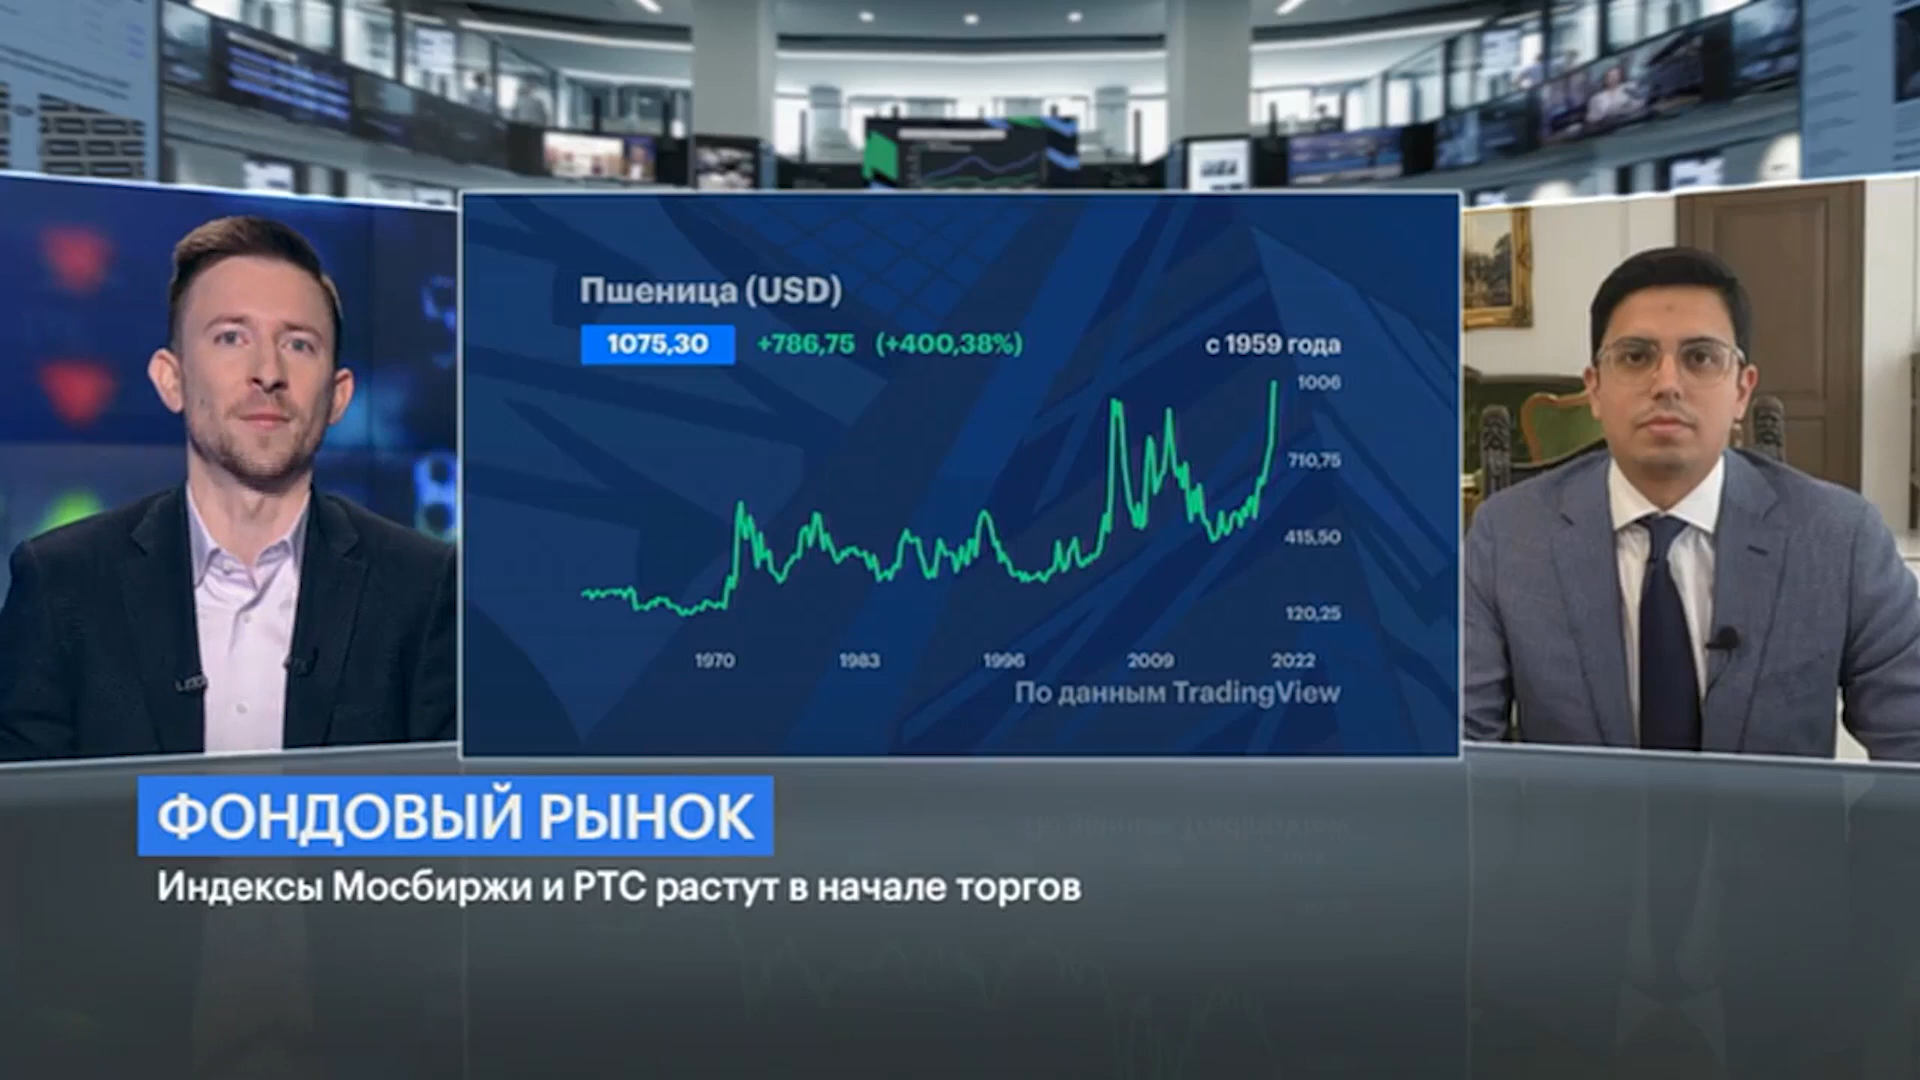 Пшеница (USD)
1075,30 +786,75 (+400,38%) с 1959 года
1006
710,75
415,50
120,25
1970 1983 1996 2009 2022
По данным TradingView
ФОНДОВЫЙ РЫНОК
Индексы Мосбиржи и РТС растут в начале торгов